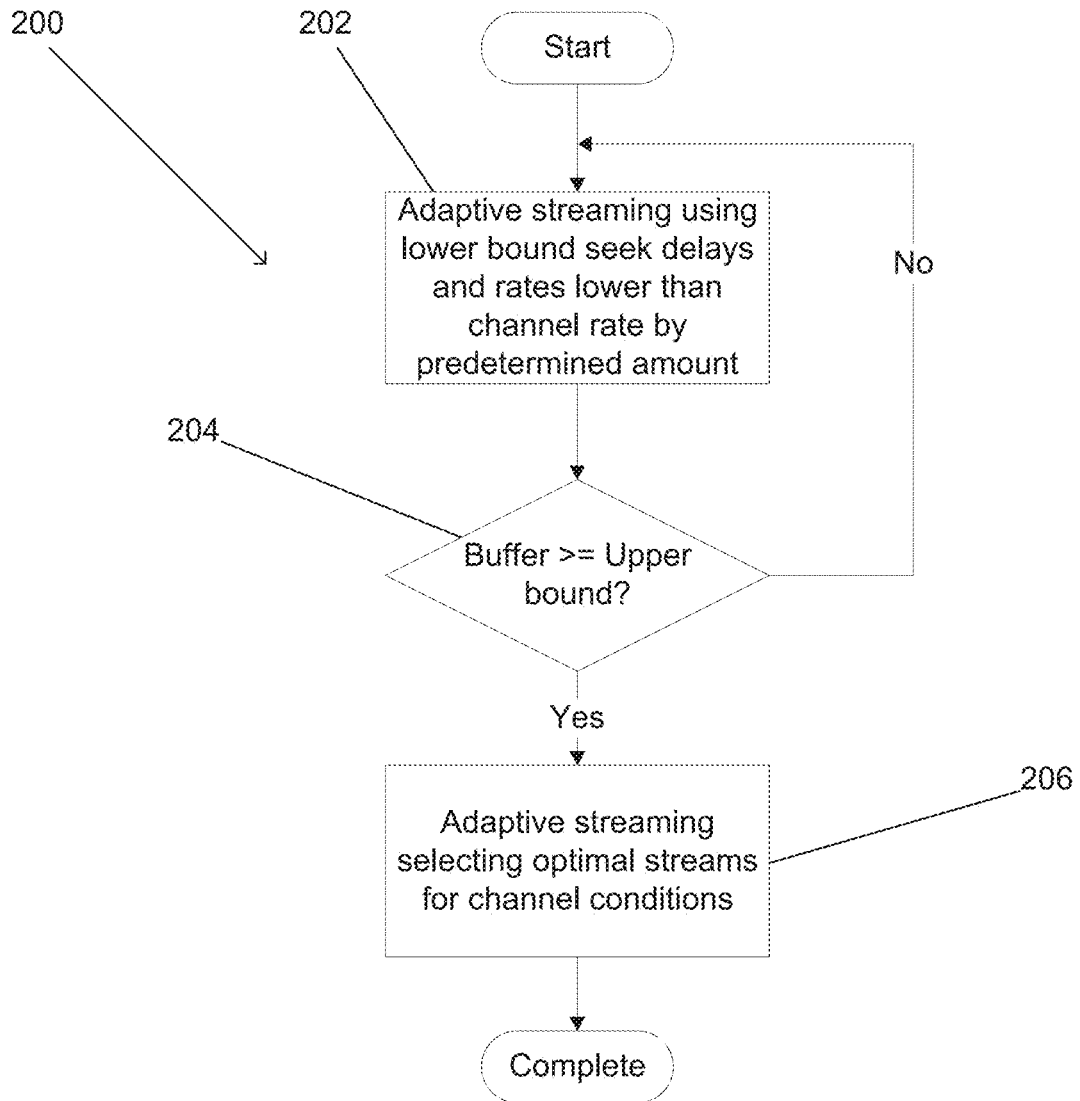 200
202
Start
Adaptive streaming using
lower bound seek delays
and rates lower than
channel rate by
predetermined amount
No
204
Buffer >= Upper
bound?
Yes
206
Adaptive streaming
selecting optimal streams
for channel conditions
Complete